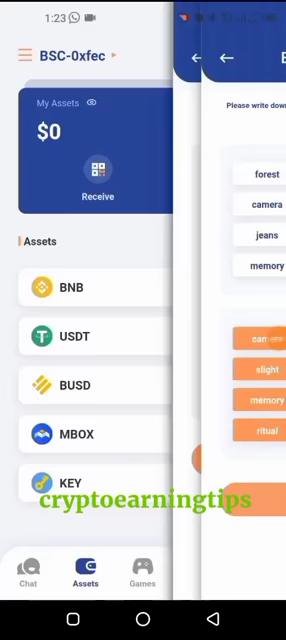 1:23
BSC-0xfec
My Assets
$0
Receive
Assets
BNB
USDT
BUSD
MBOX
KEY
cryptoearningtips
Chat
Assets
Games
Please write dow
forest
camera
jeans
memory
slight
memory
ritual